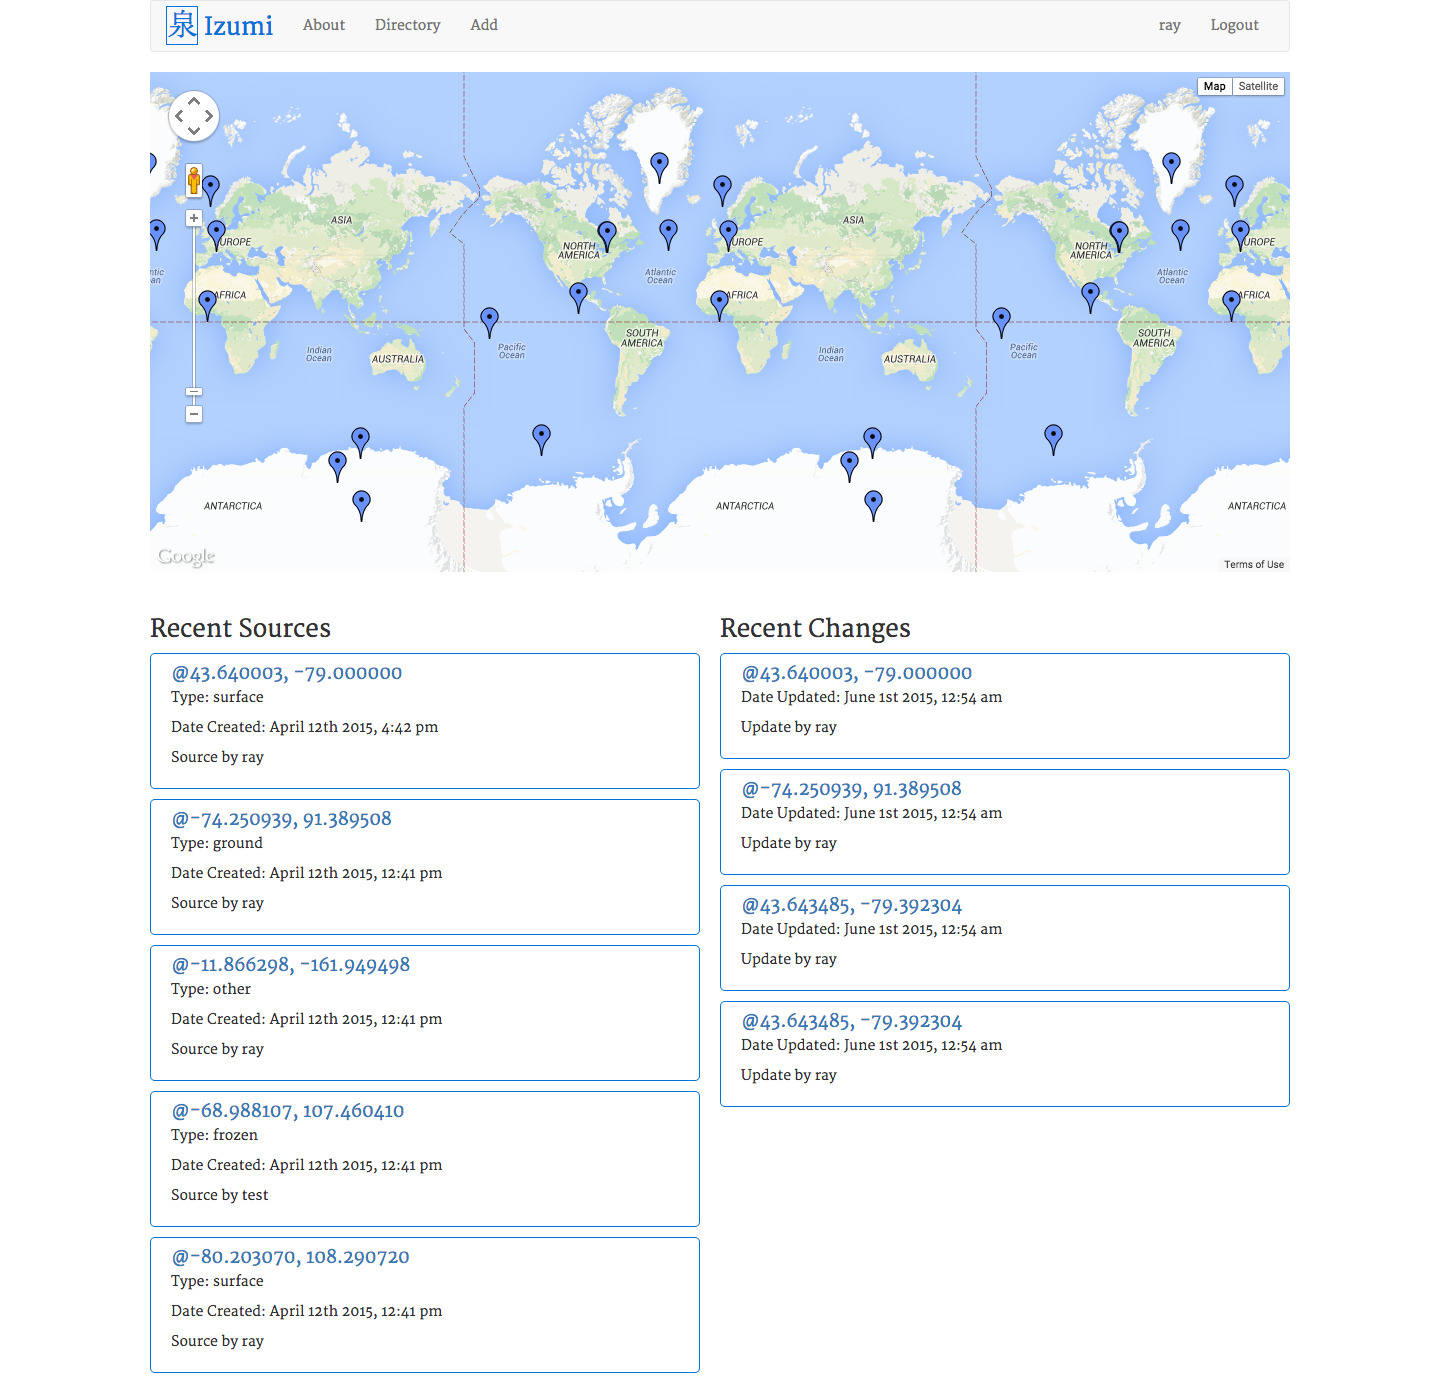 泉 Izumi About Directory Add ray Logout
Map Satellite
ASIA ASIA
EUROPE NORTH AMERICA EUROPE NORTH AMERICA EUROPE
Atlantic Ocean Atlantic Ocean
AFRICA AFRICA AFRICA
SOUTH AMERICA SOUTH AMERICA
Indian Ocean AUSTRALIA Pacific Ocean Indian Ocean AUSTRALIA Pacific Ocean
ANTARCTICA ANTARCTICA ANTARCTICA
Google
Terms of Use
Recent Sources
@43.640003, -79.000000
Type: surface
Date Created: April 12th 2015, 4:42 pm
Source by ray
@-74.250939, 91.389508
Type: ground
Date Created: April 12th 2015, 12:41 pm
Source by ray
@-11.866298, -161.949498
Type: other
Date Created: April 12th 2015, 12:41 pm
Source by ray
@-68.988107, 107.460410
Type: frozen
Date Created: April 12th 2015, 12:41 pm
Source by test
@-80.203070, 108.290720
Type: surface
Date Created: April 12th 2015, 12:41 pm
Source by ray
Recent Changes
@43.640003, -79.000000
Date Updated: June 1st 2015, 12:54 am
Update by ray
@-74.250939, 91.389508
Date Updated: June 1st 2015, 12:54 am
Update by ray
@43.643485, -79.392304
Date Updated: June 1st 2015, 12:54 am
Update by ray
@43.643485, -79.392304
Date Updated: June 1st 2015, 12:54 am
Update by ray